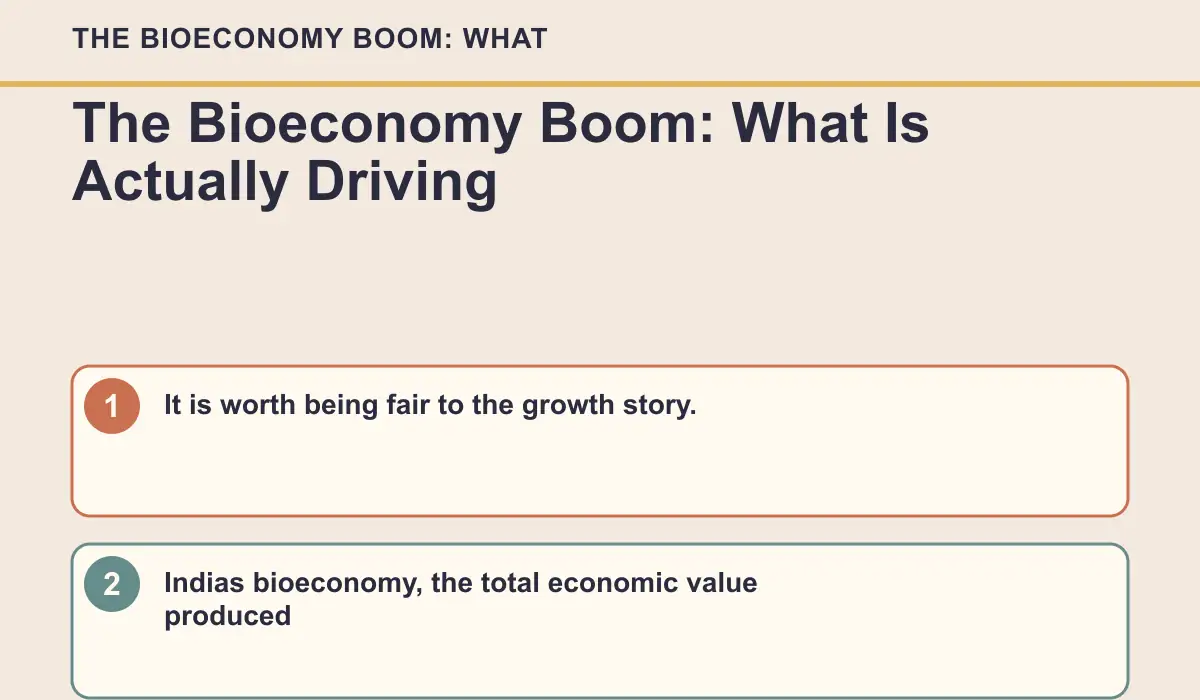 THE BIOECONOMY BOOM: WHAT
The Bioeconomy Boom: What Is
Actually Driving
1
It is worth being fair to the growth story.
2
Indias bioeconomy, the total economic value
produced